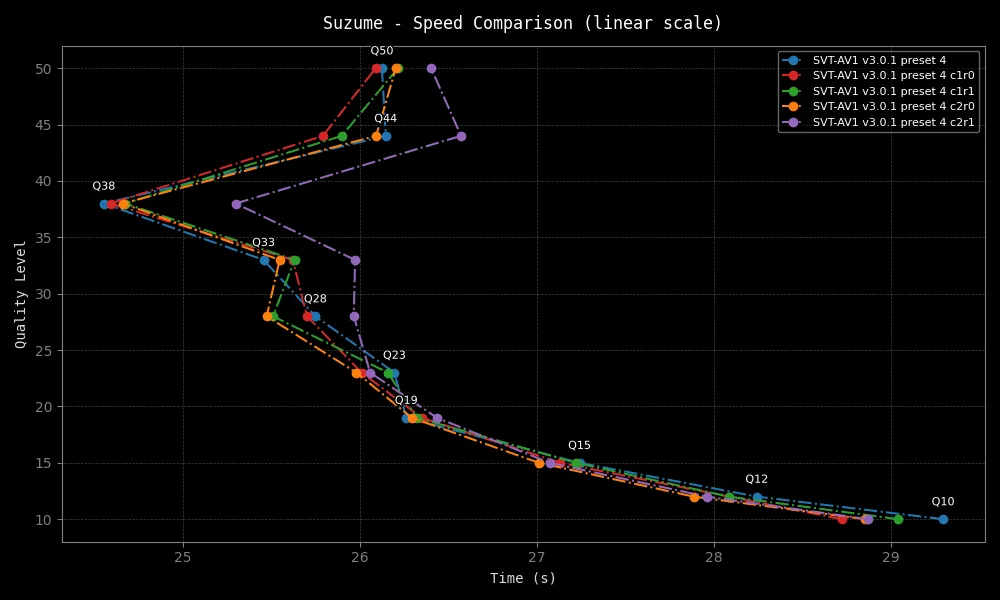 Suzume - Speed Comparison (linear scale)
SVT-AV1 v3.0.1 preset 4
SVT-AV1 v3.0.1 preset 4 c1r0
SVT-AV1 v3.0.1 preset 4 c1r1
SVT-AV1 v3.0.1 preset 4 c2r0
SVT-AV1 v3.0.1 preset 4 c2r1
Quality Level
50
45
40
35
30
25
20
15
10
Q50
Q44
Q38
Q33
Q28
Q23
Q19
Q15
Q12
Q10
25
26
27
28
29
Time (s)